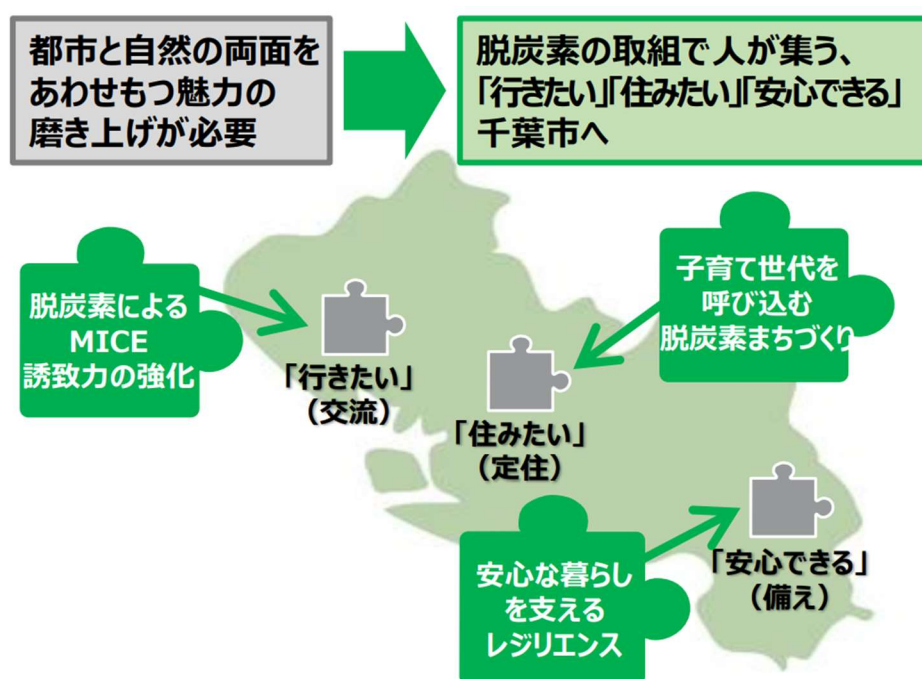 都市と自然の両面を
あわせもつ魅力の
磨き上げが必要
脱炭素の取組で人が集う、
「行きたい」「住みたい」「安心できる」
千葉市へ
脱炭素による
MICE
誘致力の強化
「行きたい」
（交流）
子育て世代を
呼び込む
脱炭素まちづくり
「住みたい」
（定住）
安心な暮らし
を支える
レジリエンス
「安心できる」
（備え）